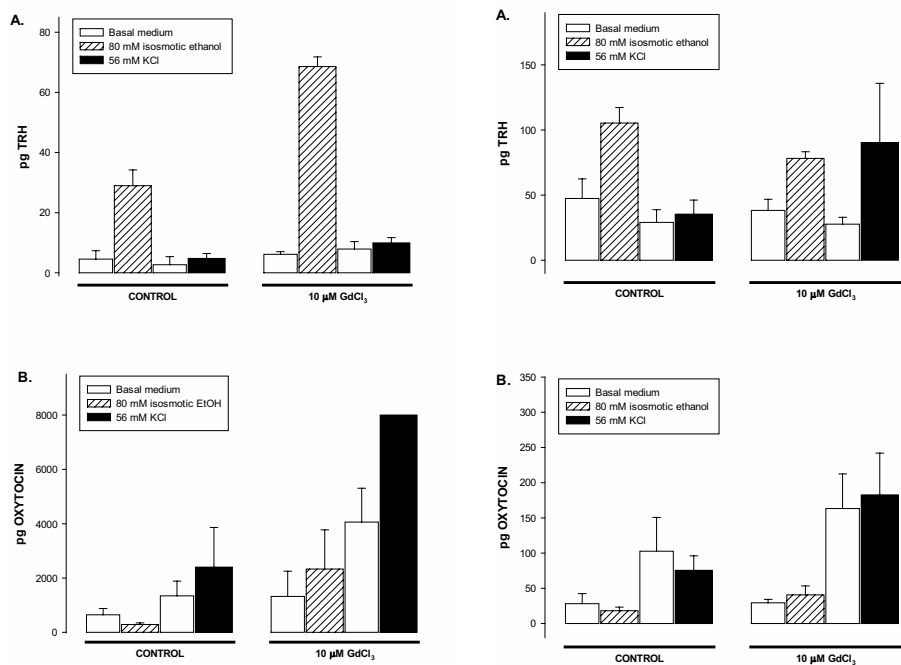 A.
Basal medium
80 mM isosmotic ethanol
56 mM KCl
80
60
40
20
0
pg TRH
CONTROL
10 μM GdCl₃
A.
Basal medium
80 mM isosmotic ethanol
56 mM KCl
150
100
50
0
pg TRH
CONTROL
10 μM GdCl₃
B.
Basal medium
80 mM isosmotic EtOH
56 mM KCl
8000
6000
4000
2000
0
pg OXYTOCIN
CONTROL
10 μM GdCl₃
B.
Basal medium
80 mM isosmotic ethanol
56 mM KCl
350
300
250
200
150
100
50
0
pg OXYTOCIN
CONTROL
10 μM GdCl₃